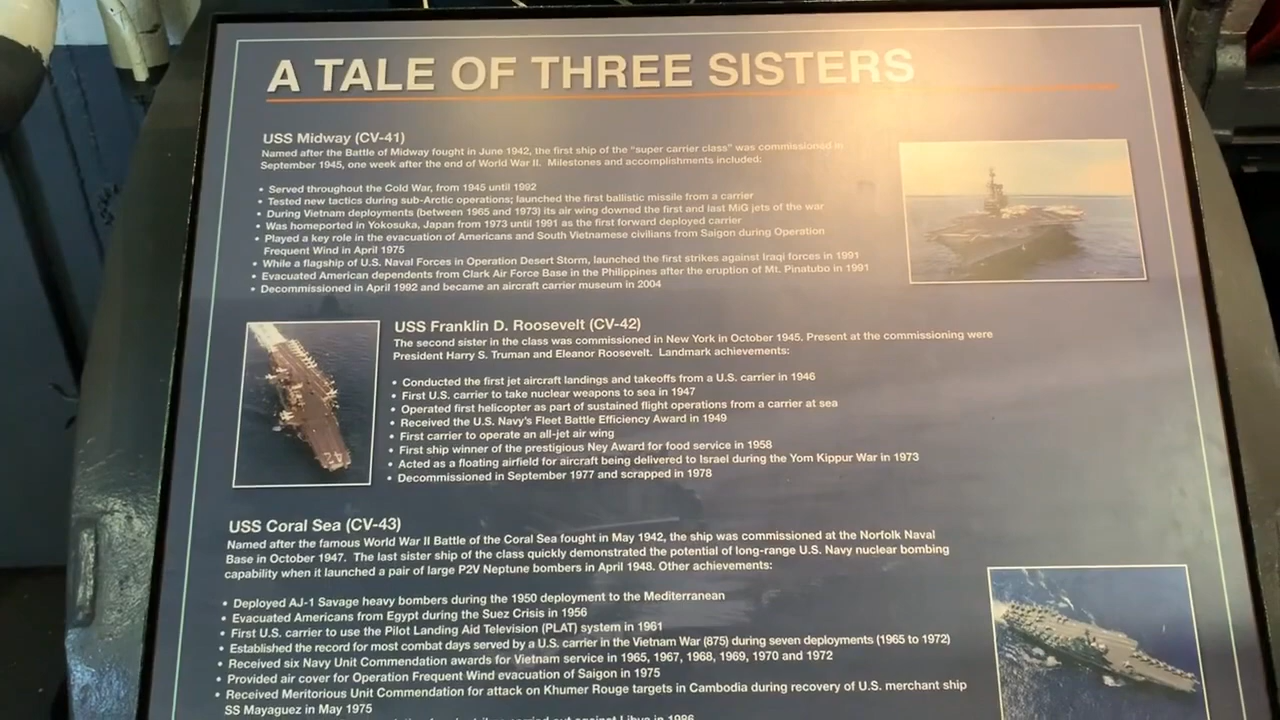 A TALE OF THREE SISTERS
USS Midway (CV-41)
Named after the Battle of Midway fought in June 1942, the first ship of the "super carrier class" was commissioned in
September 1945, one week after the end of World War II. Milestones and accomplishments included:
• Served throughout the Cold War, from 1945 until 1992
• Tested new tactics during sub-Arctic operations; launched the first ballistic missile from a carrier
• During Vietnam deployments (between 1965 and 1973) its air wing downed the first and last MiG jets of the war
• Was homeported in Yokosuka, Japan from 1973 until 1991 as the first forward deployed carrier
• Played a key role in the evacuation of Americans and South Vietnamese civilians from Saigon during Operation
Frequent Wind in April 1975
• While a flagship of U.S. Naval Forces in Operation Desert Storm, launched the first strikes against Iraqi forces in 1991
• Evacuated American dependents from Clark Air Force Base in the Philippines after the eruption of Mt. Pinatubo in 1991
• Decommissioned in April 1992 and became an aircraft carrier museum in 2004
USS Franklin D. Roosevelt (CV-42)
The second sister in the class was commissioned in New York in October 1945. Present at the commissioning were
President Harry S. Truman and Eleanor Roosevelt. Landmark achievements:
• Conducted the first jet aircraft landings and takeoffs from a U.S. carrier in 1946
• First U.S. carrier to take nuclear weapons to sea in 1947
• Operated first helicopter as part of sustained flight operations from a carrier at sea
• Received the U.S. Navy's Fleet Battle Efficiency Award in 1949
• First carrier to operate an all-jet air wing
• First ship winner of the prestigious Ney Award for food service in 1958
• Acted as a floating airfield for aircraft being delivered to Israel during the Yom Kippur War in 1973
• Decommissioned in September 1977 and scrapped in 1978
USS Coral Sea (CV-43)
Named after the famous World War II Battle of the Coral Sea fought in May 1942, the ship was commissioned at the Norfolk Naval
Base in October 1947. The last sister ship of the class quickly demonstrated the potential of long-range U.S. Navy nuclear bombing
capability when it launched a pair of large P2V Neptune bombers in April 1948. Other achievements:
• Deployed AJ-1 Savage heavy bombers during the 1950 deployment to the Mediterranean
• Evacuated Americans from Egypt during the Suez Crisis in 1956
• First U.S. carrier to use the Pilot Landing Aid Television (PLAT) system in 1961
• Established the record for most combat days served by a U.S. carrier in the Vietnam War (875) during seven deployments (1965 to 1972)
• Received six Navy Unit Commendation awards for Vietnam service in 1965, 1967, 1968, 1969, 1970 and 1972
• Provided air cover for Operation Frequent Wind evacuation of Saigon in 1975
• Received Meritorious Unit Commendation for attack on Khumer Rouge targets in Cambodia during recovery of U.S. merchant ship
SS Mayaguez in May 1975
carried out against Libya in 1986